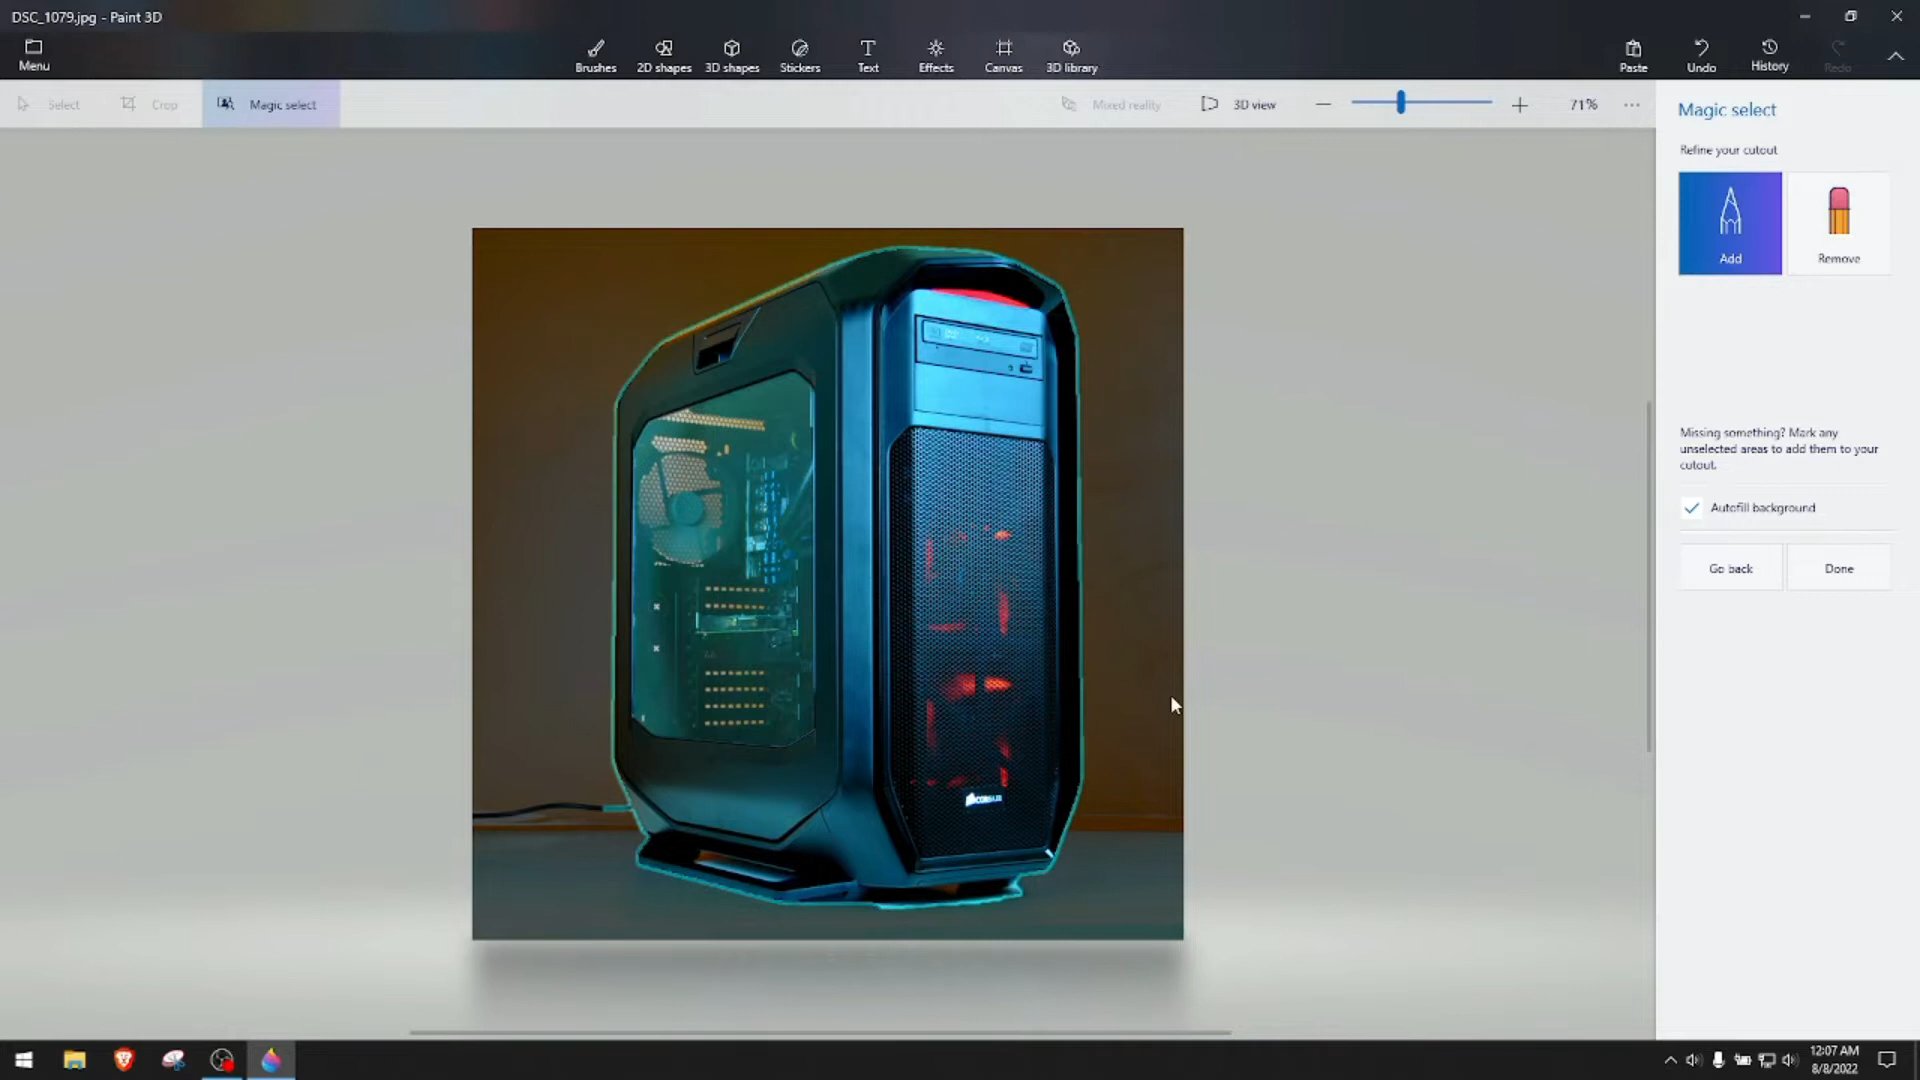 DSC_1079.jpg - Paint 3D
Menu
Brushes
2D shapes
3D shapes
Stickers
Text
Effects
Canvas
3D library
Paste
Undo
History
Redo
Select
Crop
Magic select
Mixed reality
3D view
71%
Magic select
Refine your cutout
Add
Remove
Missing something? Mark any
unselected areas to add them to your
cutout.
Autofill background
Go back
Done
CORSAIR
12:07 AM
8/8/2022